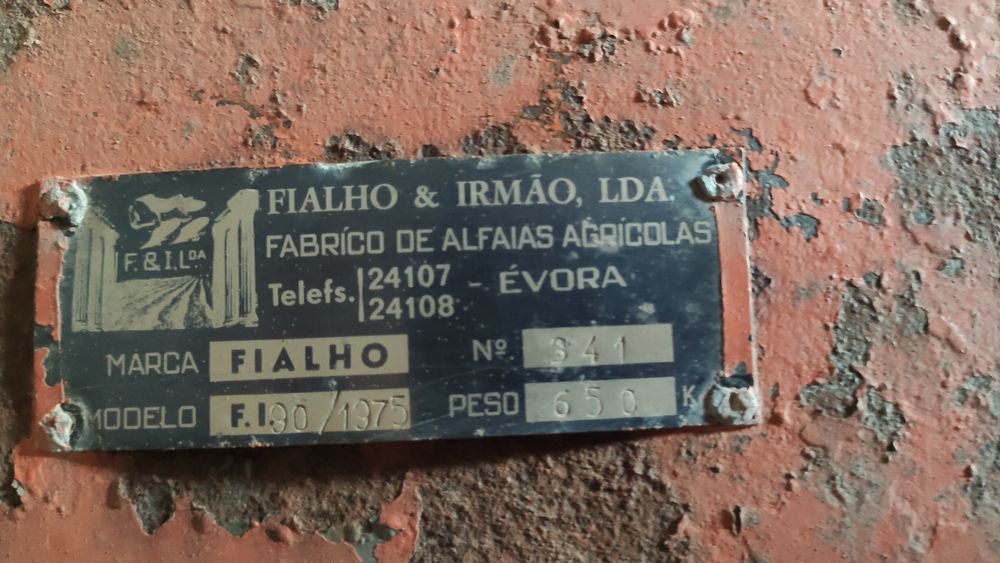 FIALHO & IRMÃO, LDA.
FABRÍCO DE ALFAIAS AGRÍCOLAS
F. & I. LDA
Telefs. 24107 - ÉVORA
24108
MARCA FIALHO Nº. 941
MODELO F.I. 90/1975 PESO 650 K